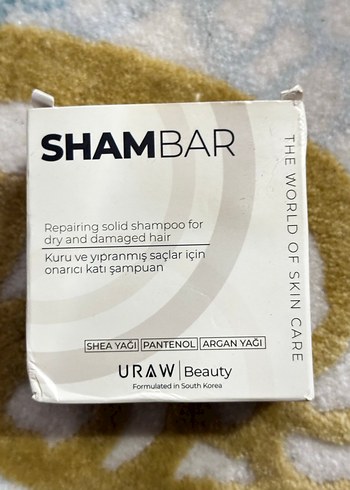 SHAMBAR
Repairing solid shampoo for
dry and damaged hair
Kuru ve yıpranmış saçlar için
onarıcı katı şampuan
SHEA YAĞI PANTENOL ARGAN YAĞI
URAW | Beauty
Formulated in South Korea
THE WORLD OF SKIN CARE